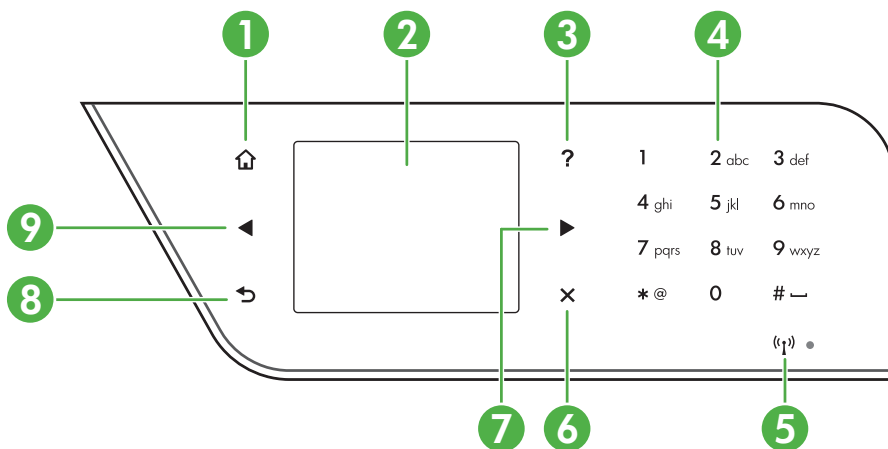 1 2 3 4
? 1 2 abc 3 def
9 4 ghi 5 jkl 6 mno
7 pqrs 8 tuv 9 wxyz
8 * @ 0 #
7 6 5